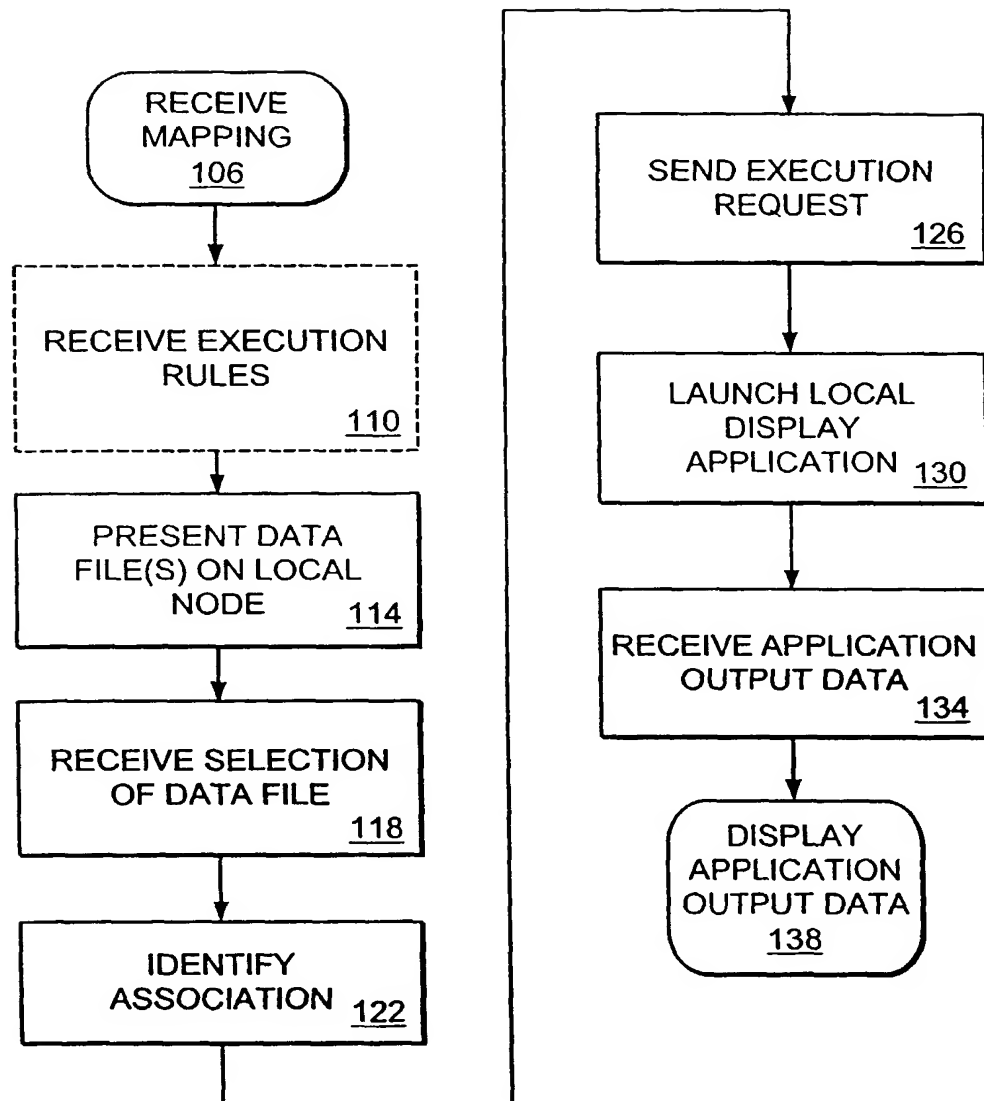 RECEIVE
MAPPING
106
RECEIVE EXECUTION
RULES
110
PRESENT DATA
FILE(S) ON LOCAL
NODE
114
RECEIVE SELECTION
OF DATA FILE
118
IDENTIFY
ASSOCIATION
122
SEND EXECUTION
REQUEST
126
LAUNCH LOCAL
DISPLAY
APPLICATION
130
RECEIVE APPLICATION
OUTPUT DATA
134
DISPLAY
APPLICATION
OUTPUT DATA
138